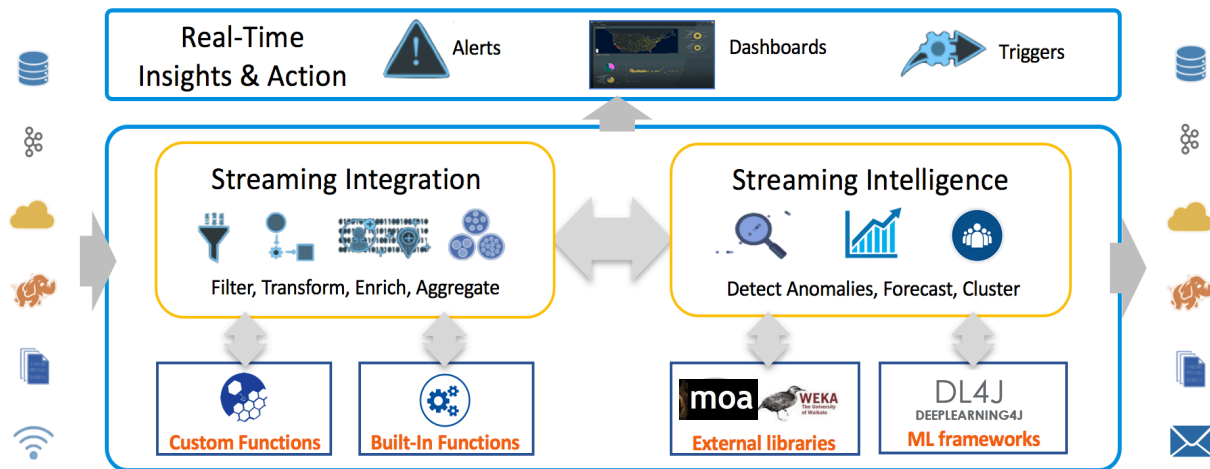 Real-Time
Insights & Action
Alerts
Dashboards
Triggers
Streaming Integration
Filter, Transform, Enrich, Aggregate
Streaming Intelligence
Detect Anomalies, Forecast, Cluster
Custom Functions
Built-In Functions
moa
WEKA
The University
of Waikato
External libraries
DL4J
DEEPLEARNING4J
ML frameworks